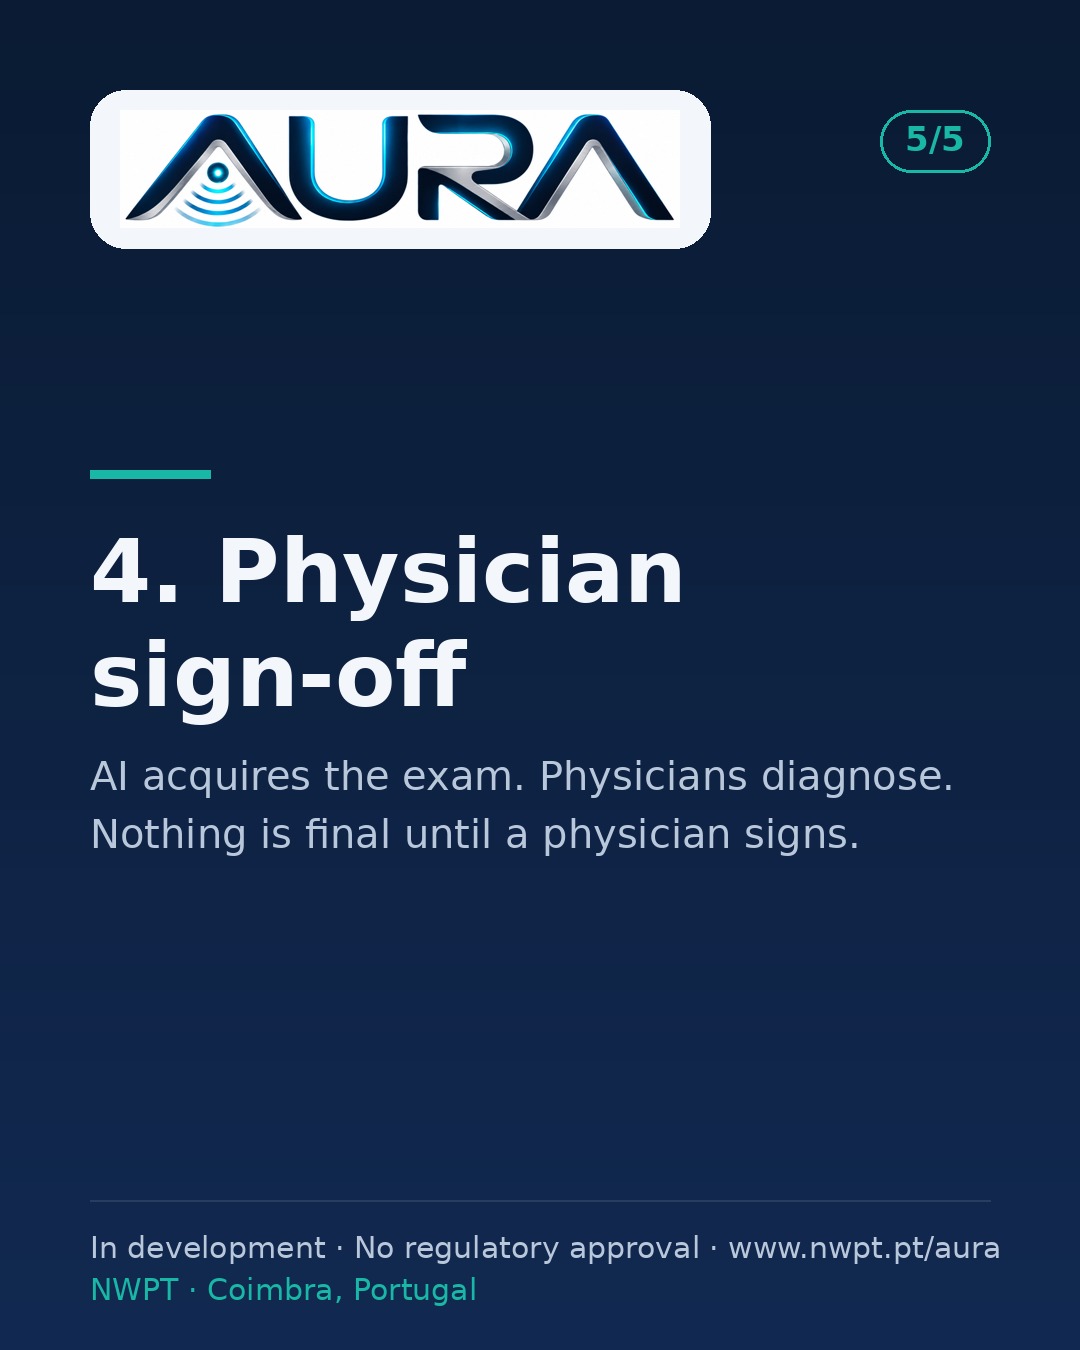 AURA
5/5
4. Physician
sign-off
AI acquires the exam. Physicians diagnose.
Nothing is final until a physician signs.
In development · No regulatory approval · www.nwpt.pt/aura
NWPT · Coimbra, Portugal